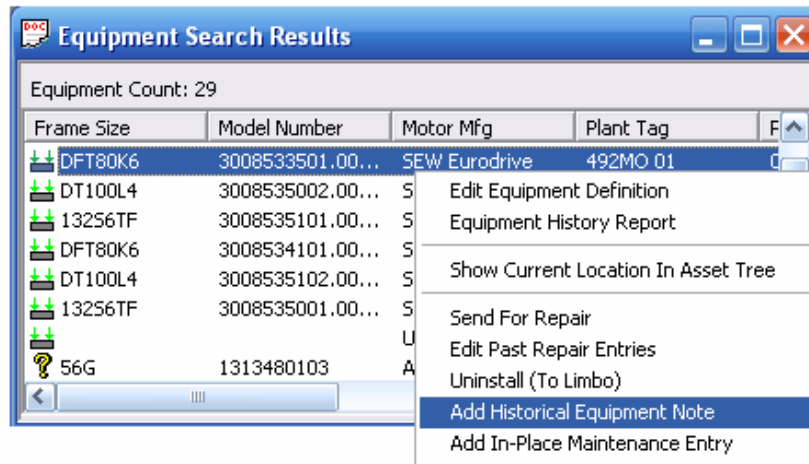 DOC Equipment Search Results
Equipment Count: 29
Frame Size Model Number Motor Mfg Plant Tag F
DFT80K6 3008533501.00... SEW Eurodrive 492MO 01
DT100L4 3008535002.00... S
13256TF 3008535101.00... S
DFT80K6 3008534101.00... S
DT100L4 3008535102.00... S
13256TF 3008535001.00... S
U
56G 1313480103 A
Edit Equipment Definition
Equipment History Report
Show Current Location In Asset Tree
Send For Repair
Edit Past Repair Entries
Uninstall (To Limbo)
Add Historical Equipment Note
Add In-Place Maintenance Entry